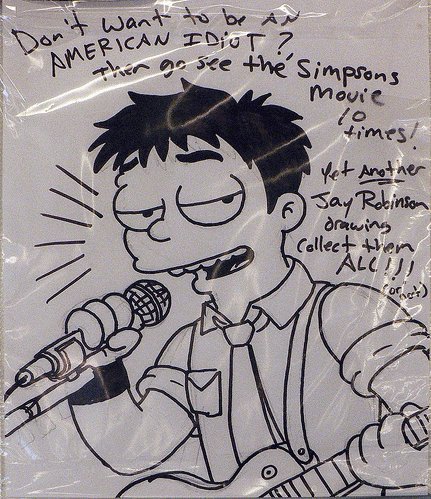 Don't want to be AN
AMERICAN IDIOT?
then go see the Simpsons
Movie
10
times!
Yet Another
Jay Robinson
drawing
Collect them
ALL!!!
(or not)